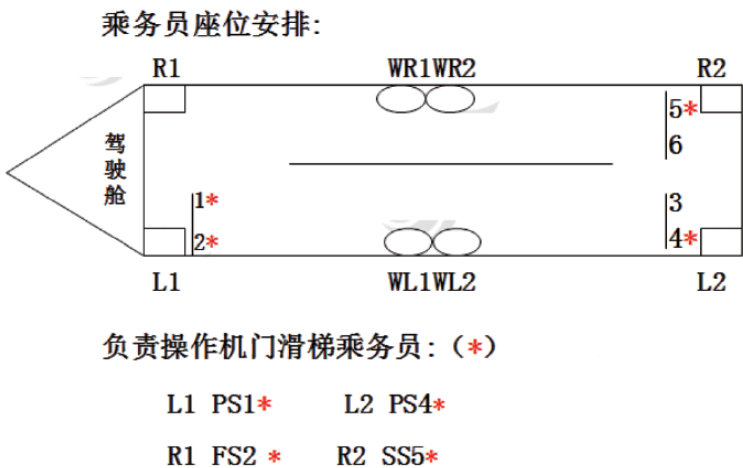 乘务员座位安排:
R1 WR1WR2 R2
5*
驾驶舱
6
1* 3
2* 4*
L1 WL1WL2 L2
负责操作机门滑梯乘务员:(*)
L1 PS1* L2 PS4*
R1 FS2 * R2 SS5*